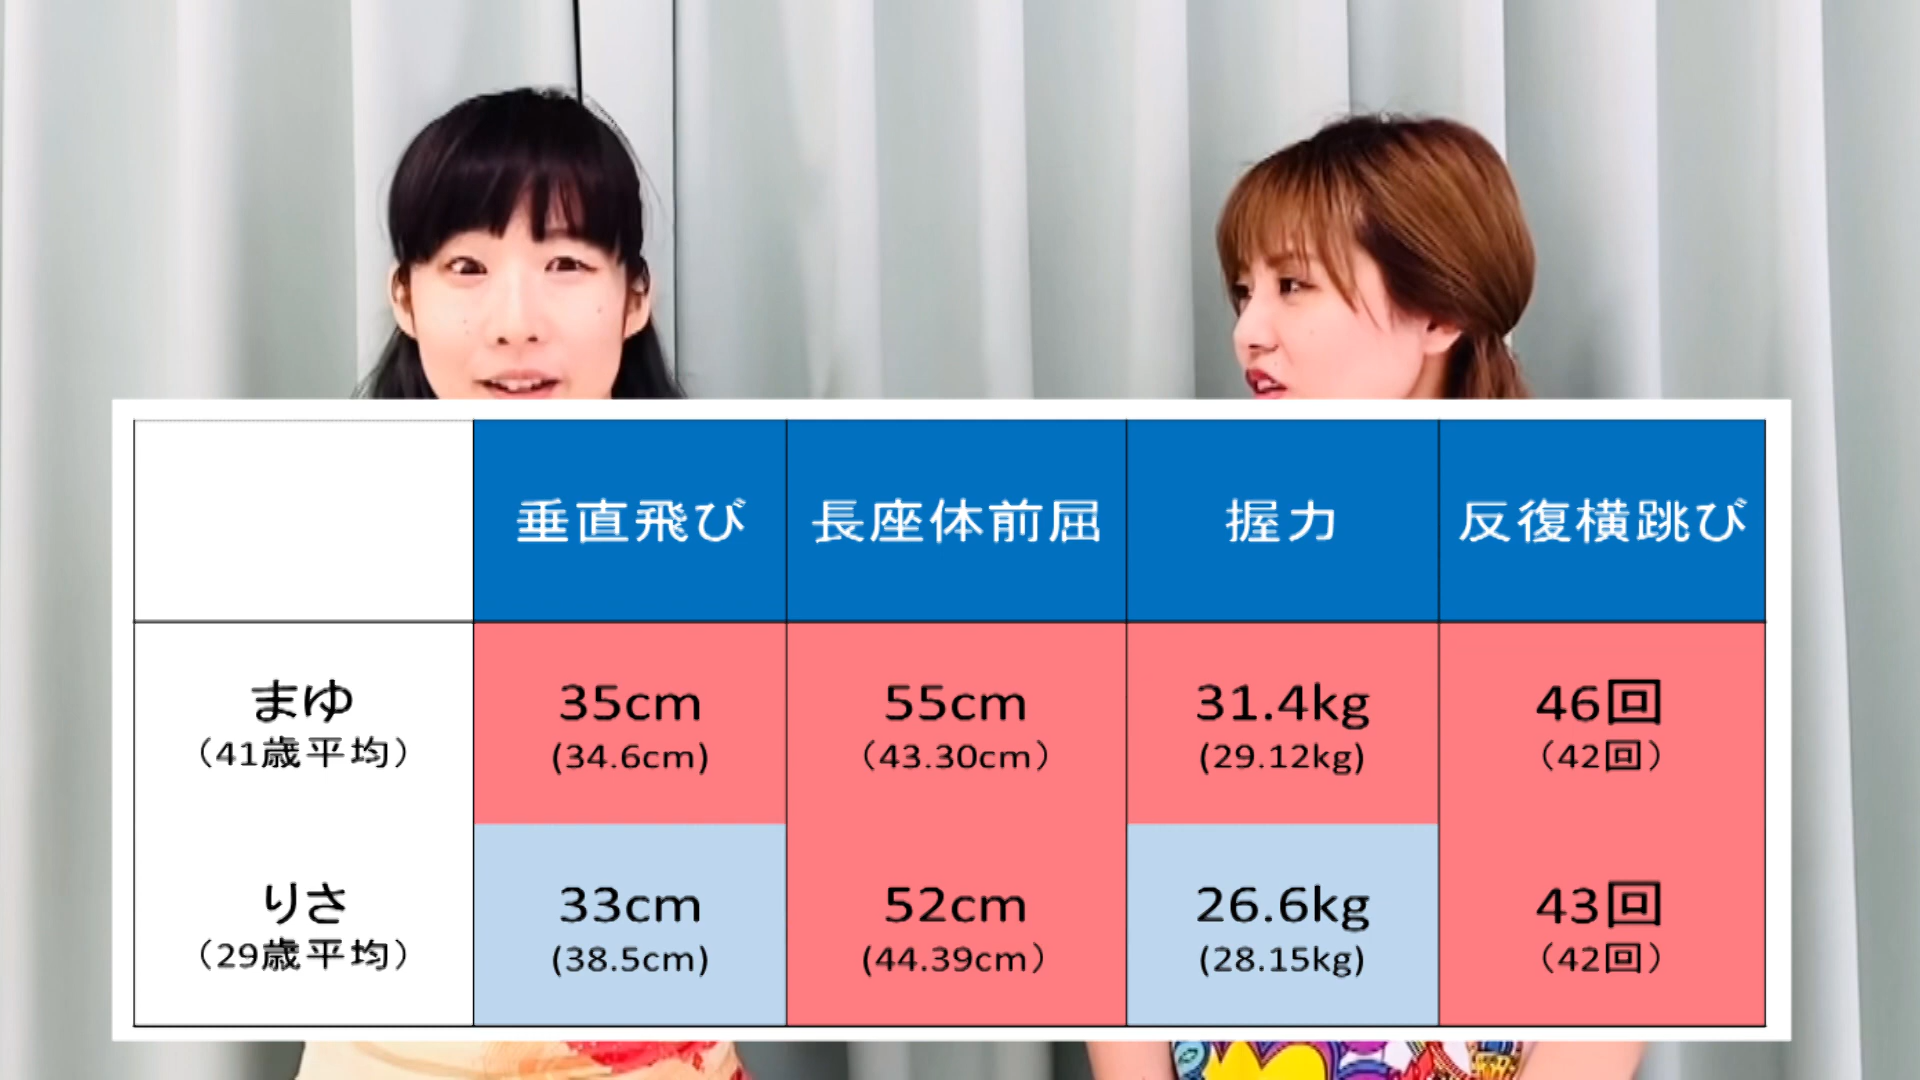 垂直飛び 長座体前屈 握力 反復横跳び
まゆ 35cm 55cm 31.4kg 46回
（41歳平均） (34.6cm) （43.30cm） (29.12kg) （42回）
りさ 33cm 52cm 26.6kg 43回
（29歳平均） (38.5cm) (44.39cm） (28.15kg) （42回）